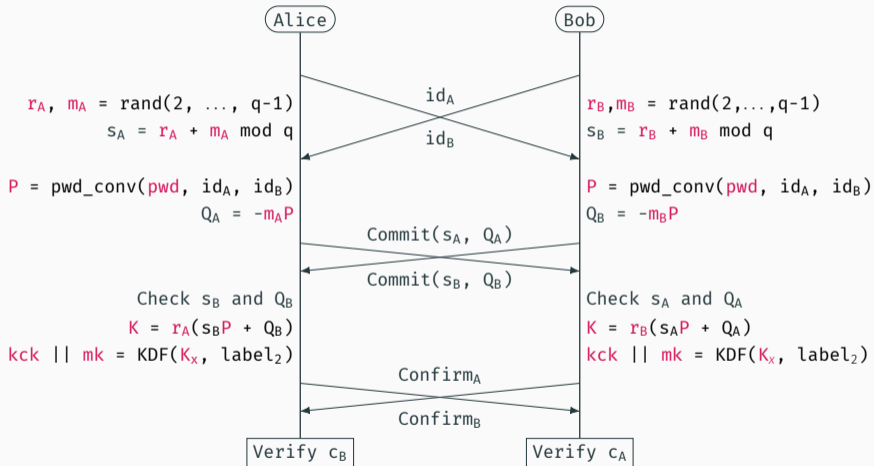 Alice
Bob
r_A, m_A = rand(2, ..., q-1)
s_A = r_A + m_A mod q
id_A
id_B
r_B,m_B = rand(2,...,q-1)
s_B = r_B + m_B mod q
P = pwd_conv(pwd, id_A, id_B)
Q_A = -m_AP
P = pwd_conv(pwd, id_A, id_B)
Q_B = -m_BP
Commit(s_A, Q_A)
Commit(s_B, Q_B)
Check s_B and Q_B
K = r_A(s_BP + Q_B)
kck || mk = KDF(K_x, label_2)
Check s_A and Q_A
K = r_B(s_AP + Q_A)
kck || mk = KDF(K_x, label_2)
Confirm_A
Confirm_B
Verify c_B
Verify c_A